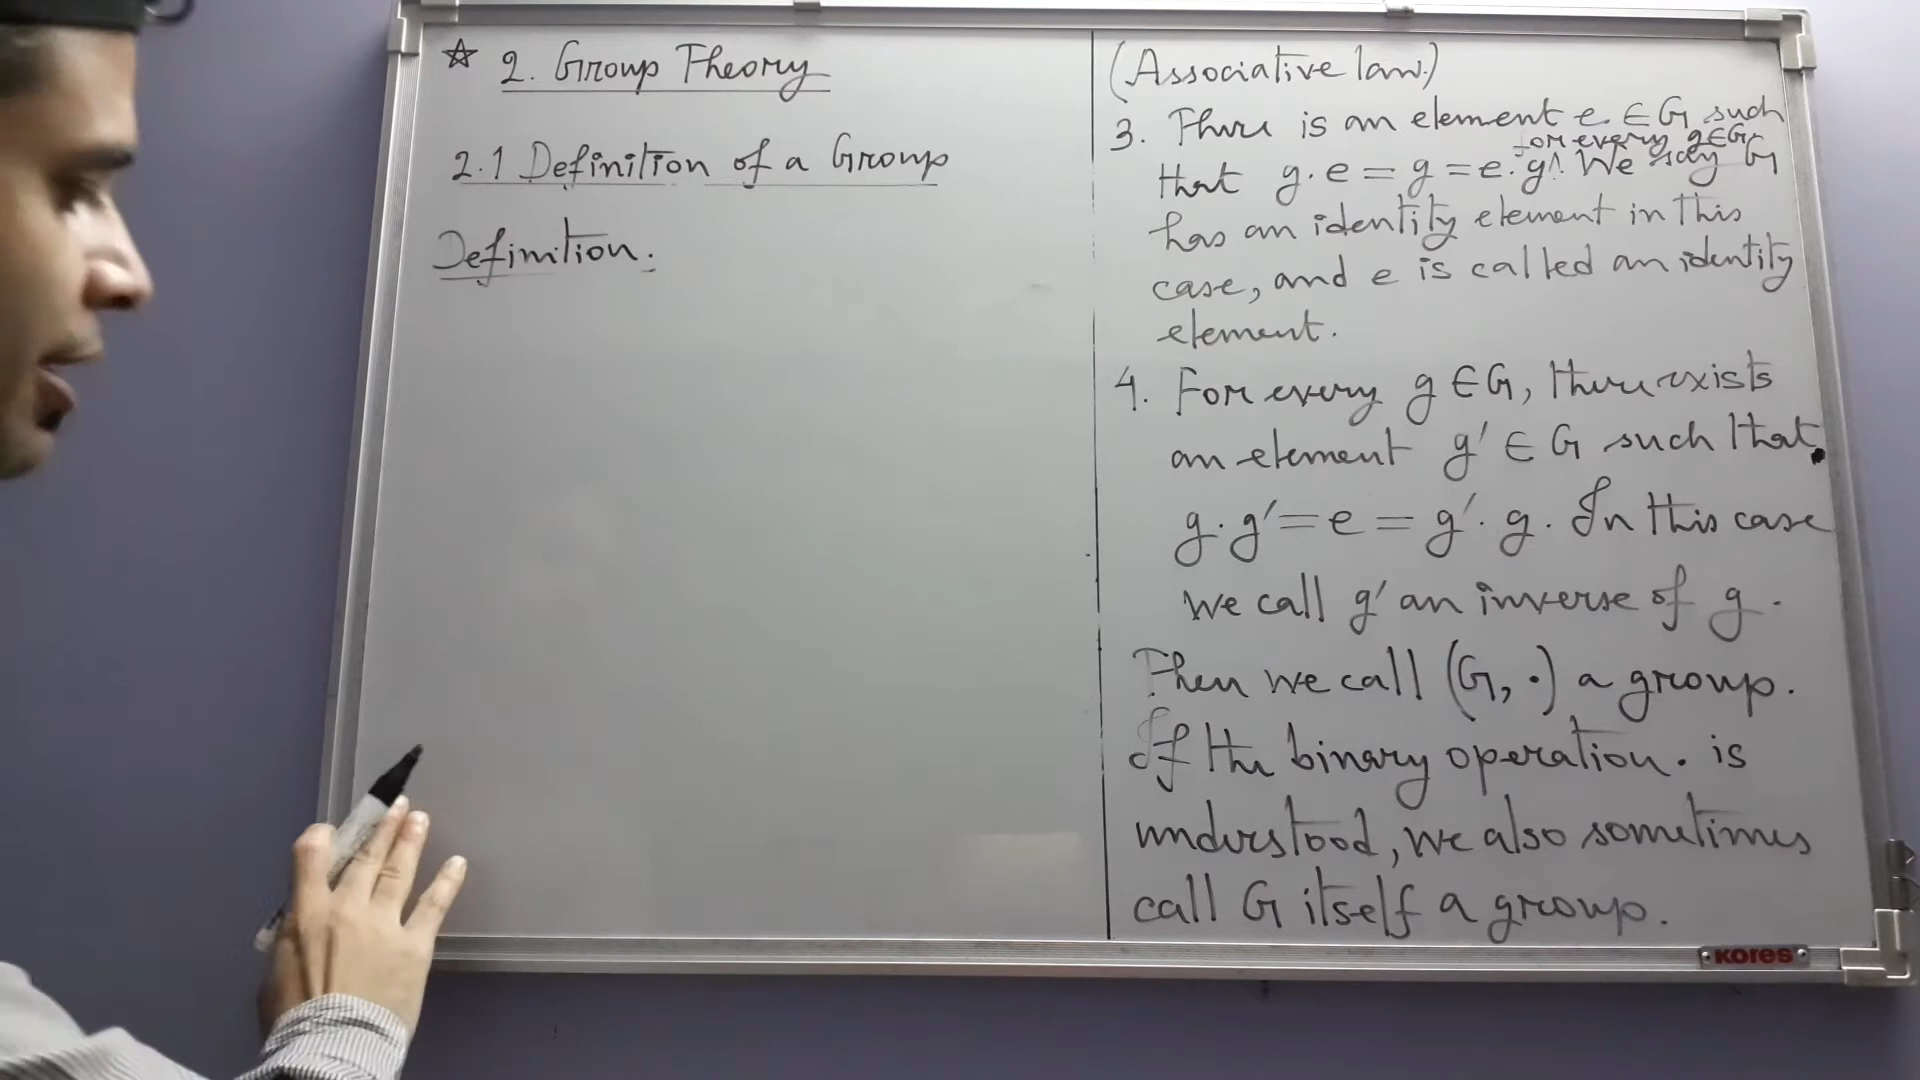 ☆ 2. Group Theory
2.1 Definition of a Group
Definition.
(Associative law.)
3. There is an element e ∈ G such
for every g∈G
that g·e = g = e·g^. We say G
has an identity element in this
case, and e is called an identity
element.
4. For every g ∈ G, there exists
an element g' ∈ G such that
g·g' = e = g'·g. In this case
we call g' an inverse of g.
Then we call (G, ·) a group.
If the binary operation · is
understood, we also sometimes
call G itself a group.
KORES